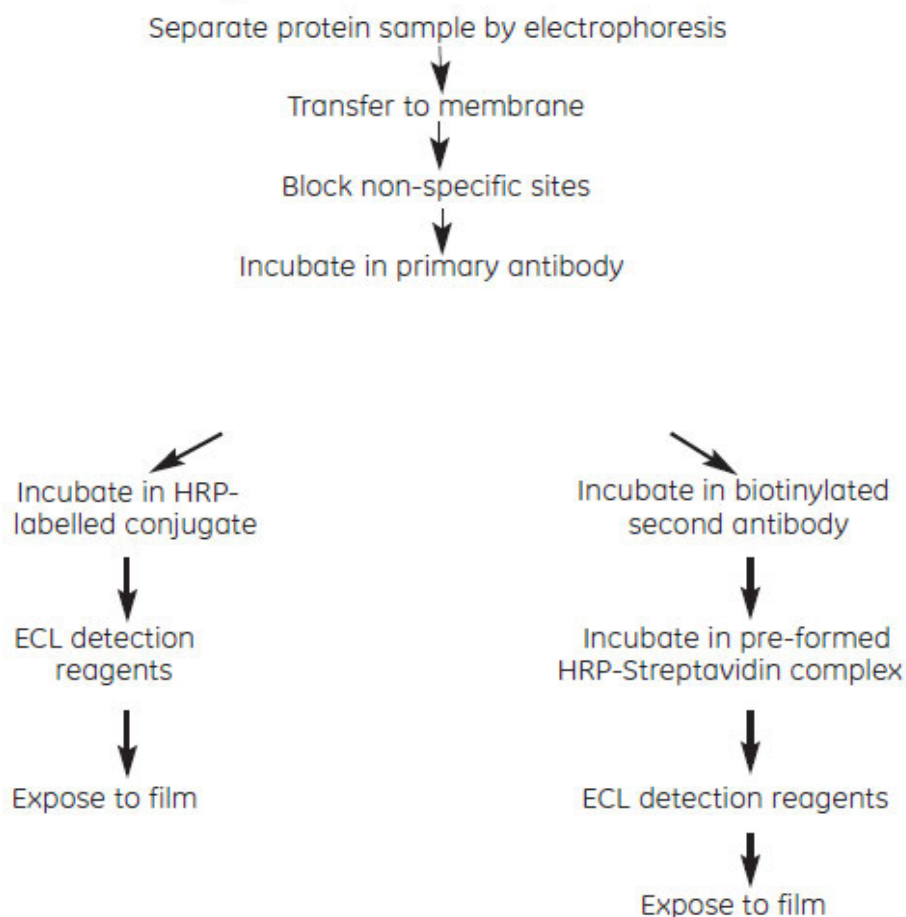 Separate protein sample by electrophoresis
Transfer to membrane
Block non-specific sites
Incubate in primary antibody
Incubate in HRP-
labelled conjugate
ECL detection
reagents
Expose to film
Incubate in biotinylated
second antibody
Incubate in pre-formed
HRP-Streptavidin complex
ECL detection reagents
Expose to film